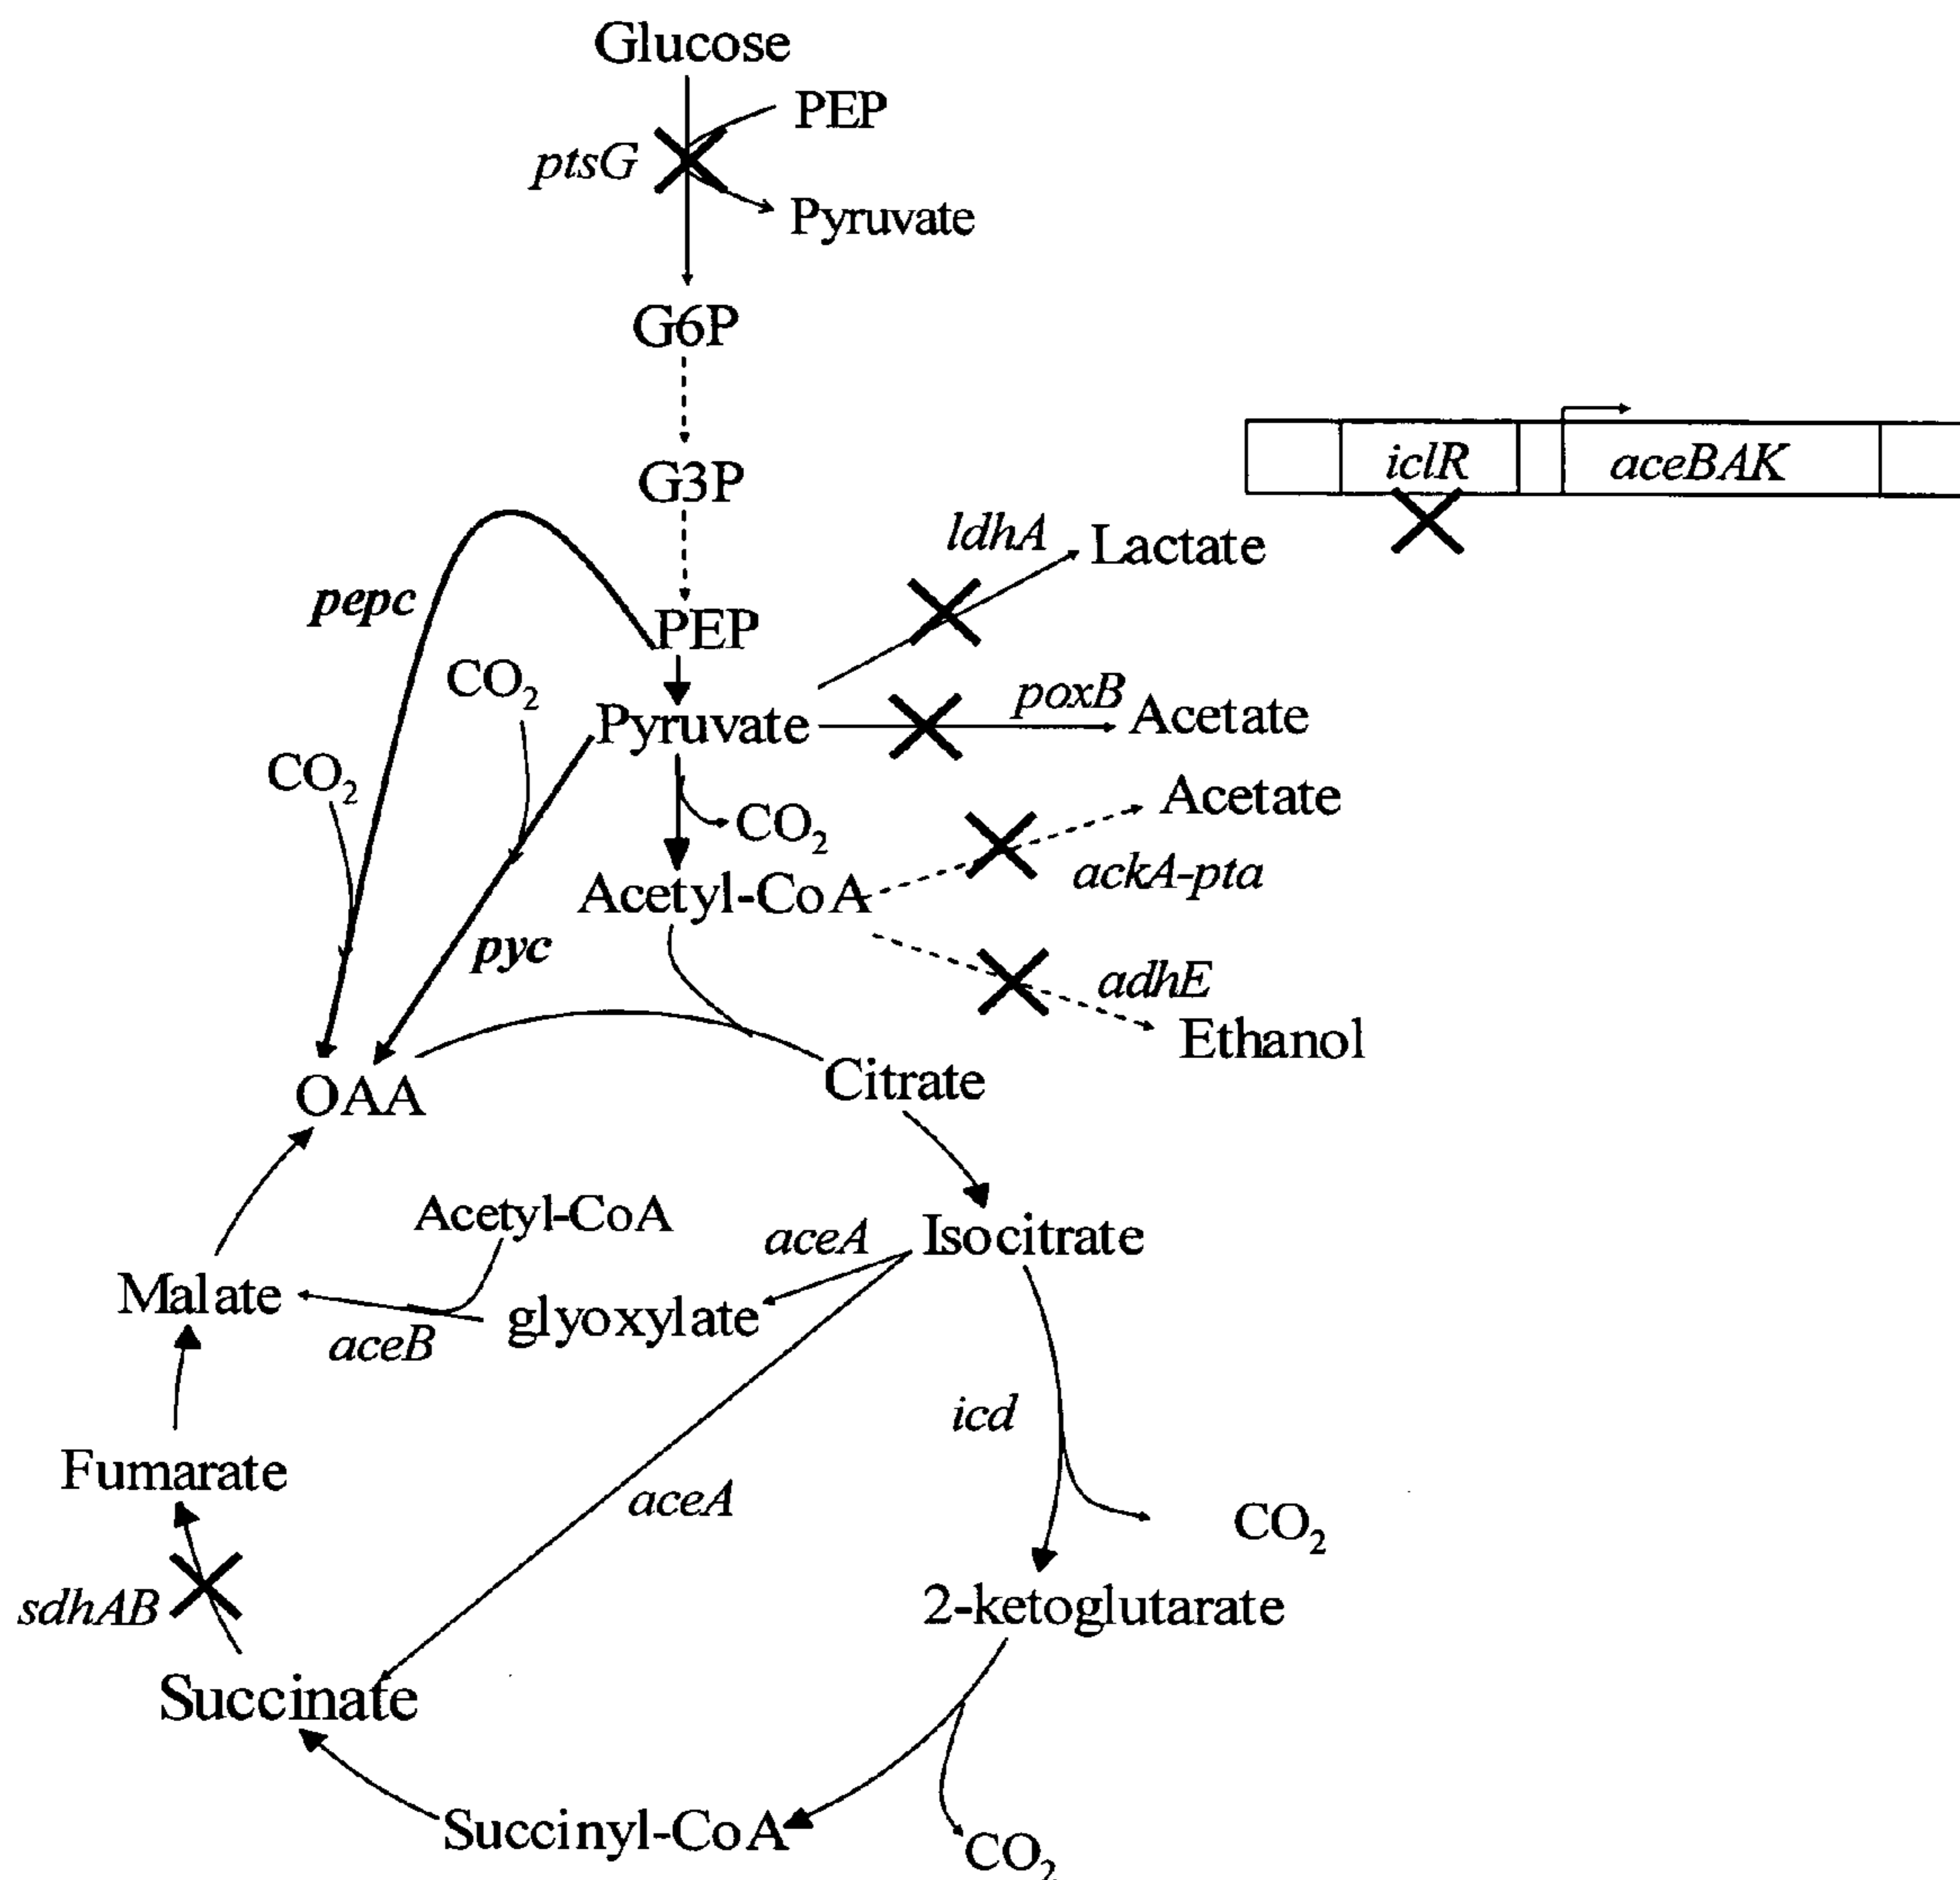 Glucose
PEP
ptsG
Pyruvate
G6P
iclR
aceBAK
G3P
ldhA
Lactate
pepc
PEP
CO2
poxB
Pyruvate
Acetate
CO2
Acetate
CO2
ackA-pta
Acetyl-CoA
pyc
adhE
Ethanol
OAA
Citrate
Acetyl-CoA
aceA
Isocitrate
Malate
glyoxylate
aceB
icd
Fumarate
aceA
CO2
sdhAB
2-ketoglutarate
Succinate
Succinyl-CoA
CO2